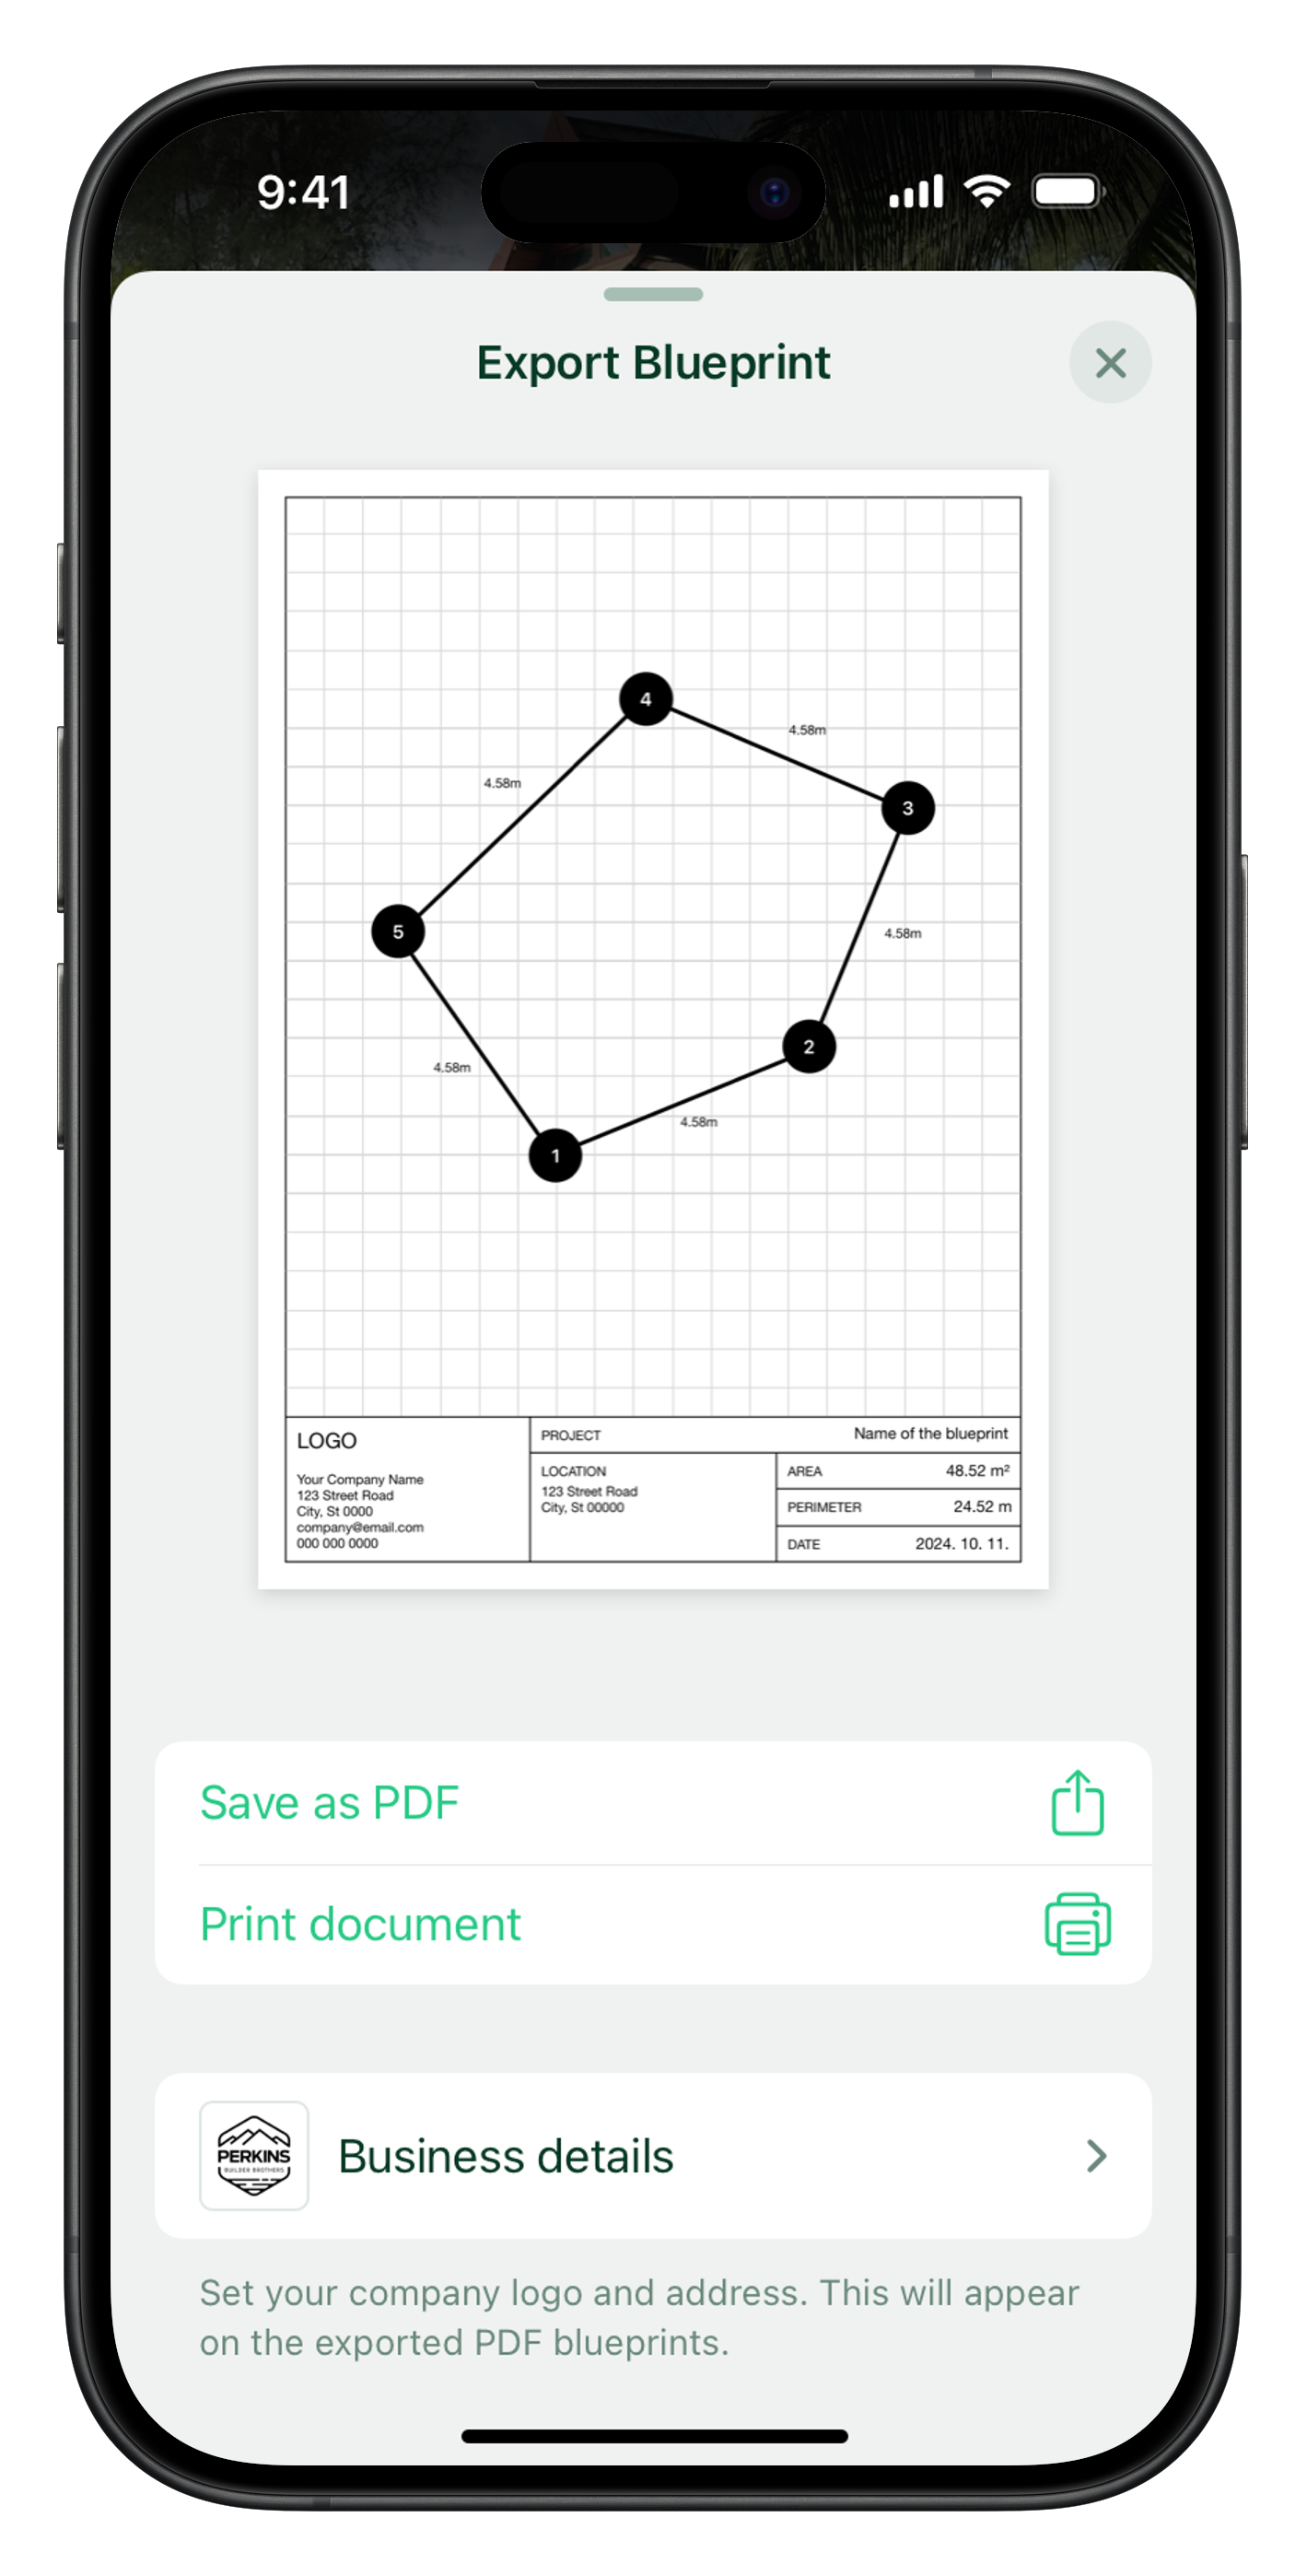 9:41
Export Blueprint
4
4.58m
3
4.58m
5
4.58m
2
4.58m
4.58m
1
LOGO
Your Company Name
123 Street Road
City, St 0000
company@email.com
000 000 0000
PROJECT
Name of the blueprint
LOCATION
123 Street Road
City, St 00000
AREA
48.52 m²
PERIMETER
24.52 m
DATE
2024. 10. 11.
Save as PDF
Print document
PERKINS
BUILDER BROTHERS
Business details
Set your company logo and address. This will appear
on the exported PDF blueprints.